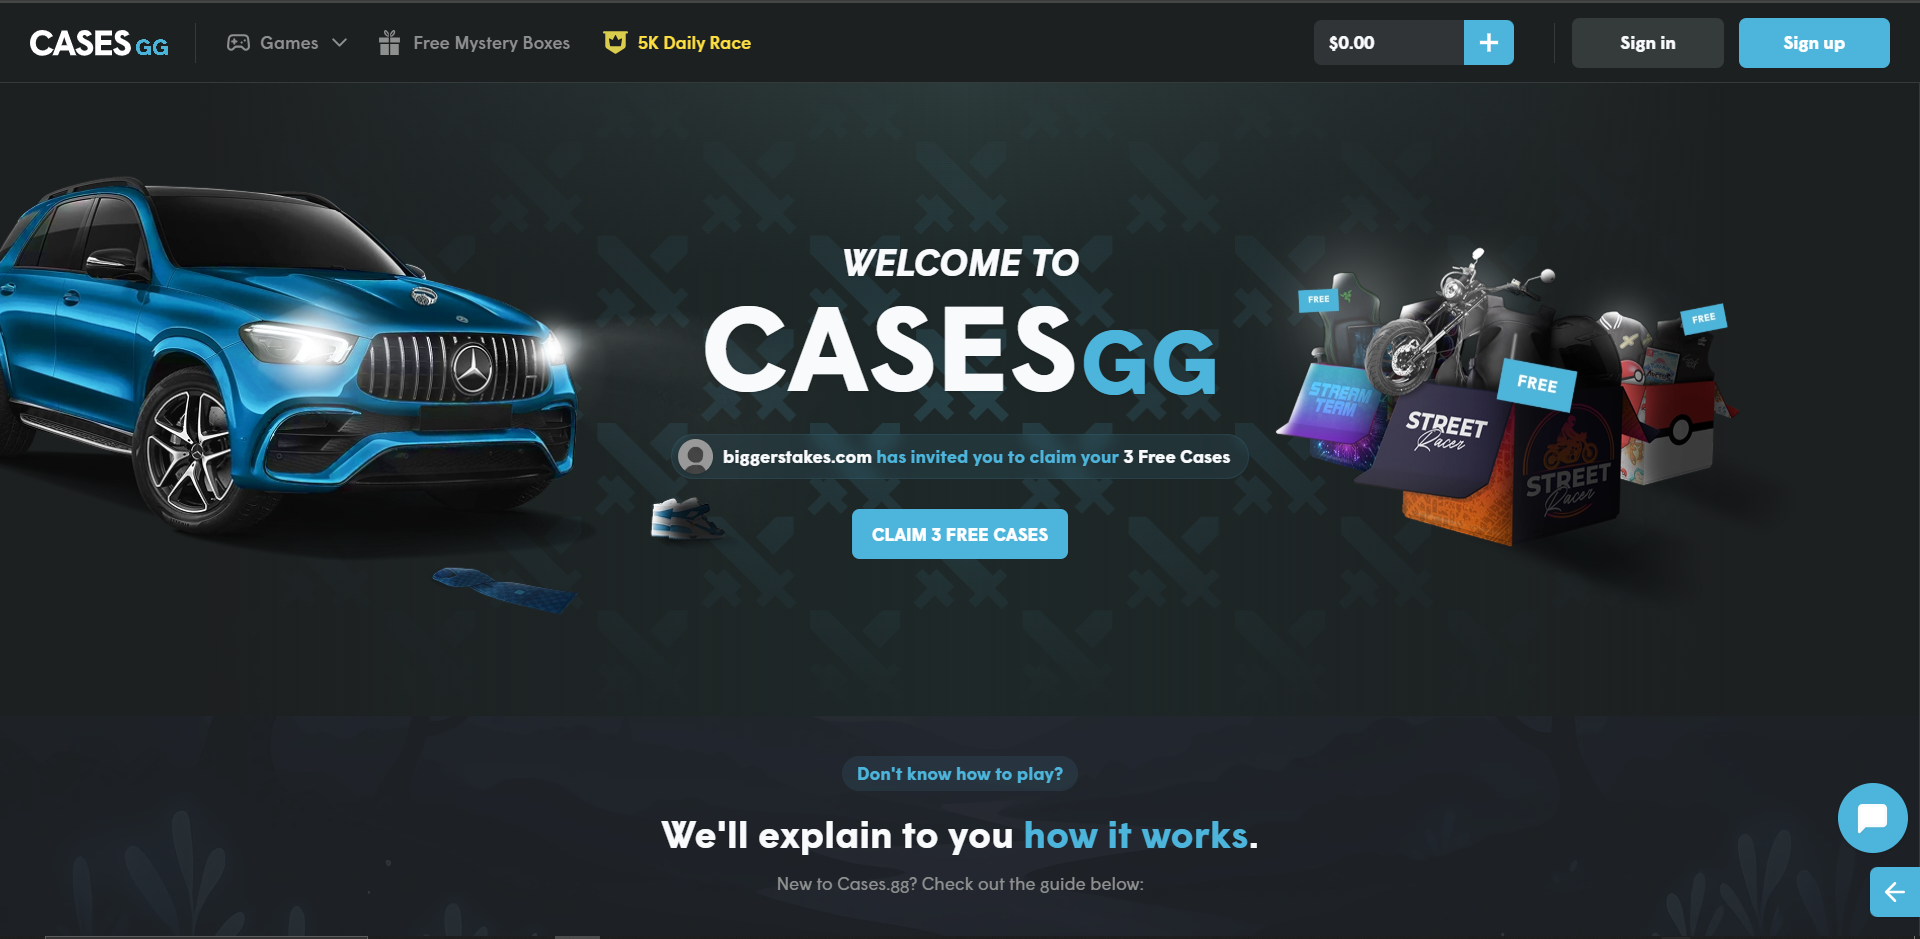 CASES GG
Games
Free Mystery Boxes
5K Daily Race
$0.00
Sign in
Sign up
WELCOME TO
CASES GG
biggerstakes.com has invited you to claim your 3 Free Cases
CLAIM 3 FREE CASES
FREE
FREE
FREE
STREAM
TEAM
STREET
Racer
STREET
Racer
Don't know how to play?
We'll explain to you how it works.
New to Cases.gg? Check out the guide below: